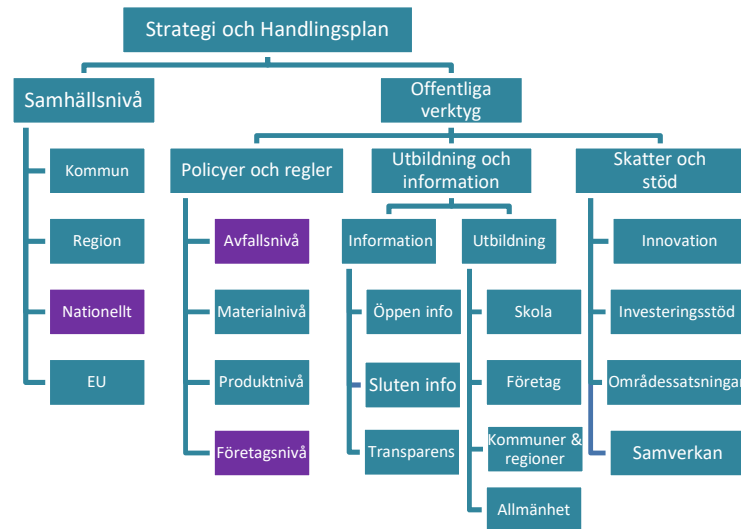 Strategi och Handlingsplan
Samhällsnivå
Offentliga
verktyg
Kommun
Region
Nationellt
EU
Policyer och regler
Utbildning och
information
Skatter och
stöd
Avfallsnivå
Materialnivå
Produktnivå
Företagsnivå
Information
Öppen info
Sluten info
Transparens
Utbildning
Skola
Företag
Kommuner &
regioner
Allmänhet
Innovation
Investeringsstöd
Områdessatsningar
Samverkan